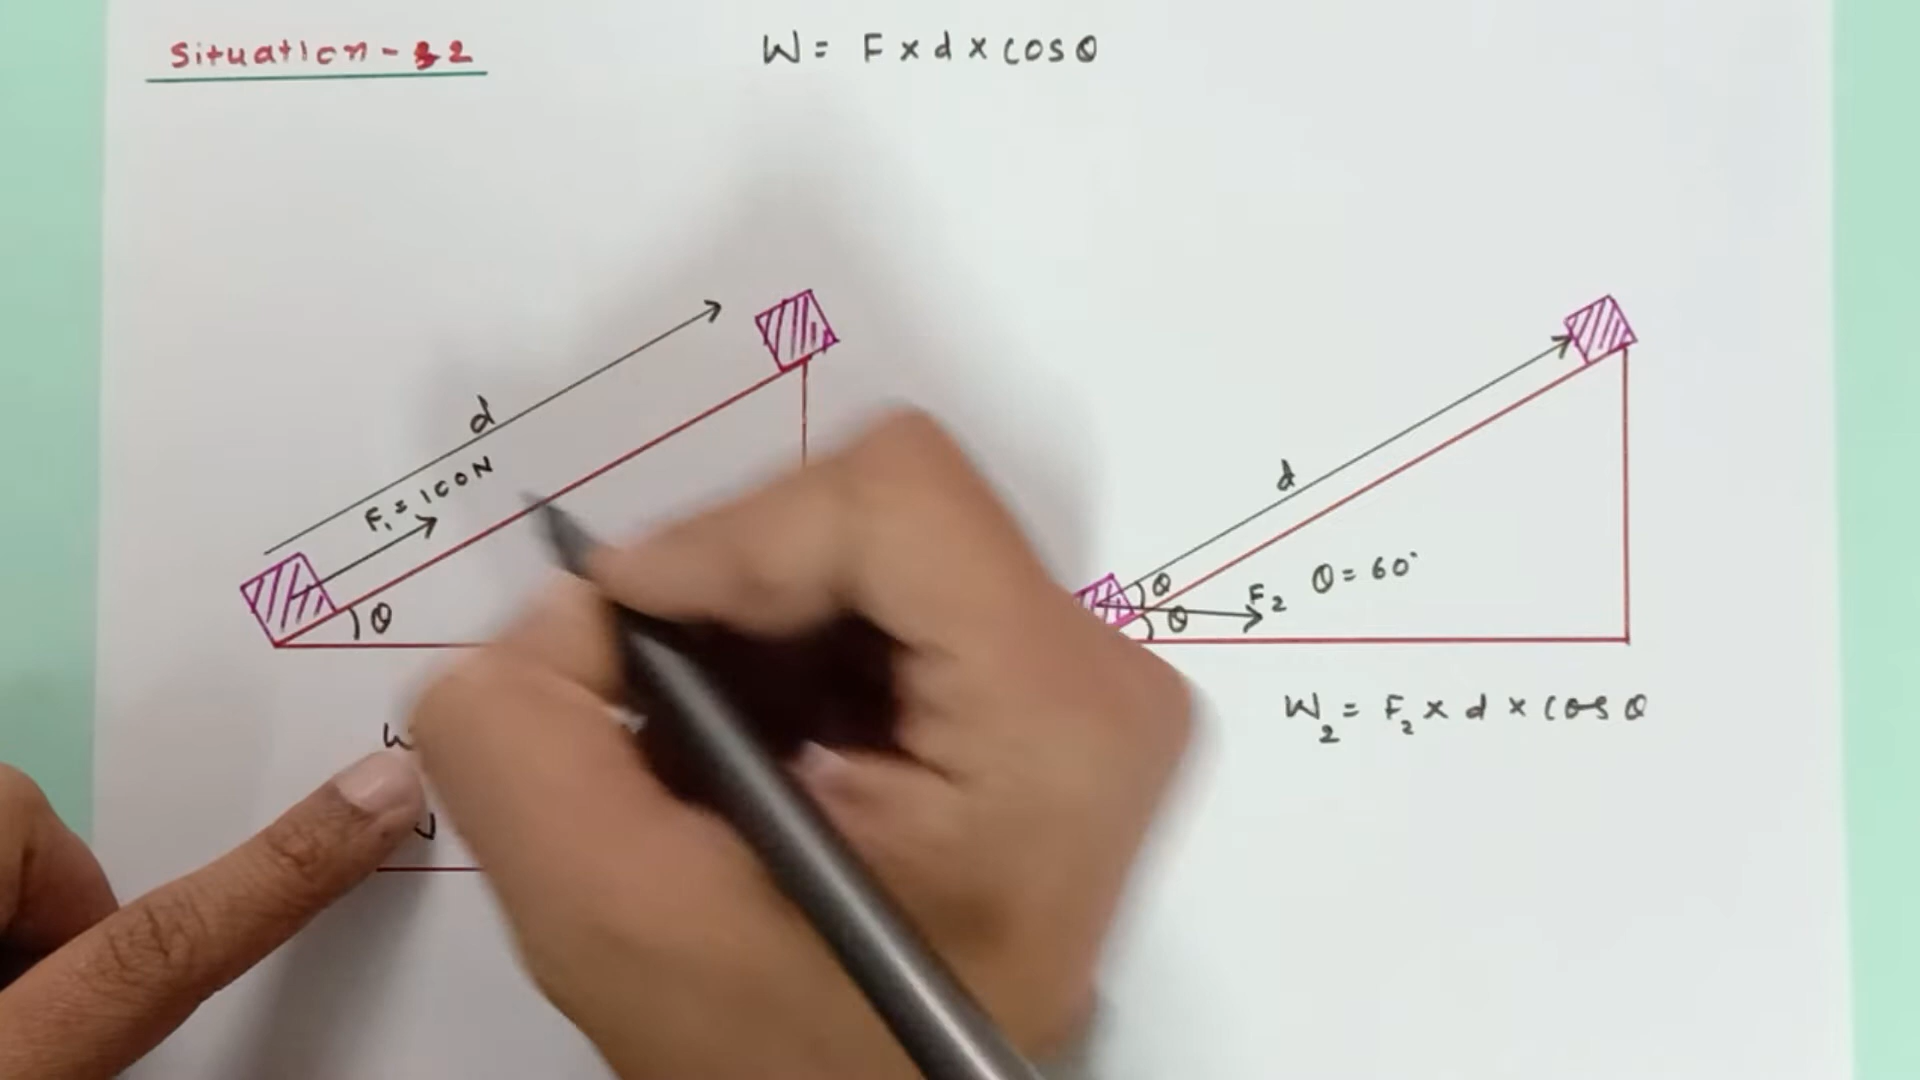 Situation - 2
W = F x d x cos θ
d
F₁ = 100N
θ
d
θ
θ
F₂
θ = 60°
W₂ = F₂ x d x cos θ
W